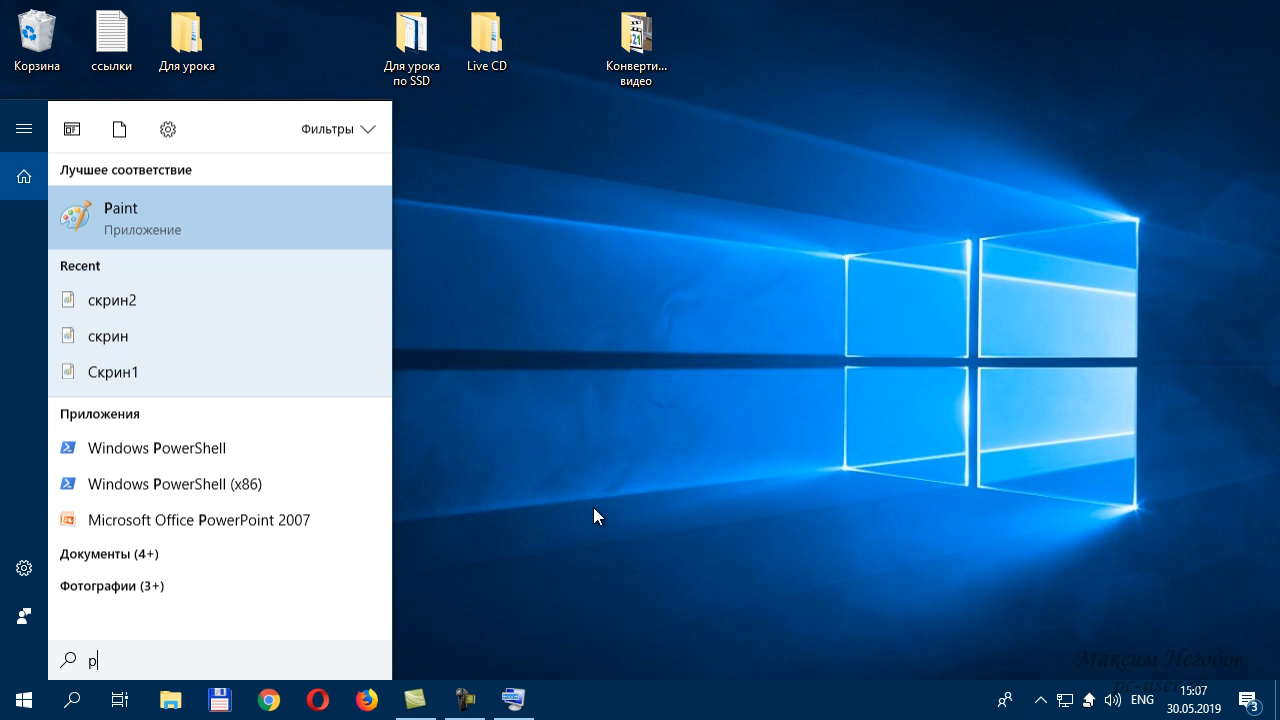 Корзина
ссылки
Для урока
Для урока
по SSD
Live CD
Конверти...
видео
Фильтры
Лучшее соответствие
Paint
Приложение
Recent
скрин2
скрин
Скрин1
Приложения
Windows PowerShell
Windows PowerShell (x86)
Microsoft Office PowerPoint 2007
Документы (4+)
Фотографии (3+)
p
Максим Негодов
ENG
15:07
30.05.2019
3